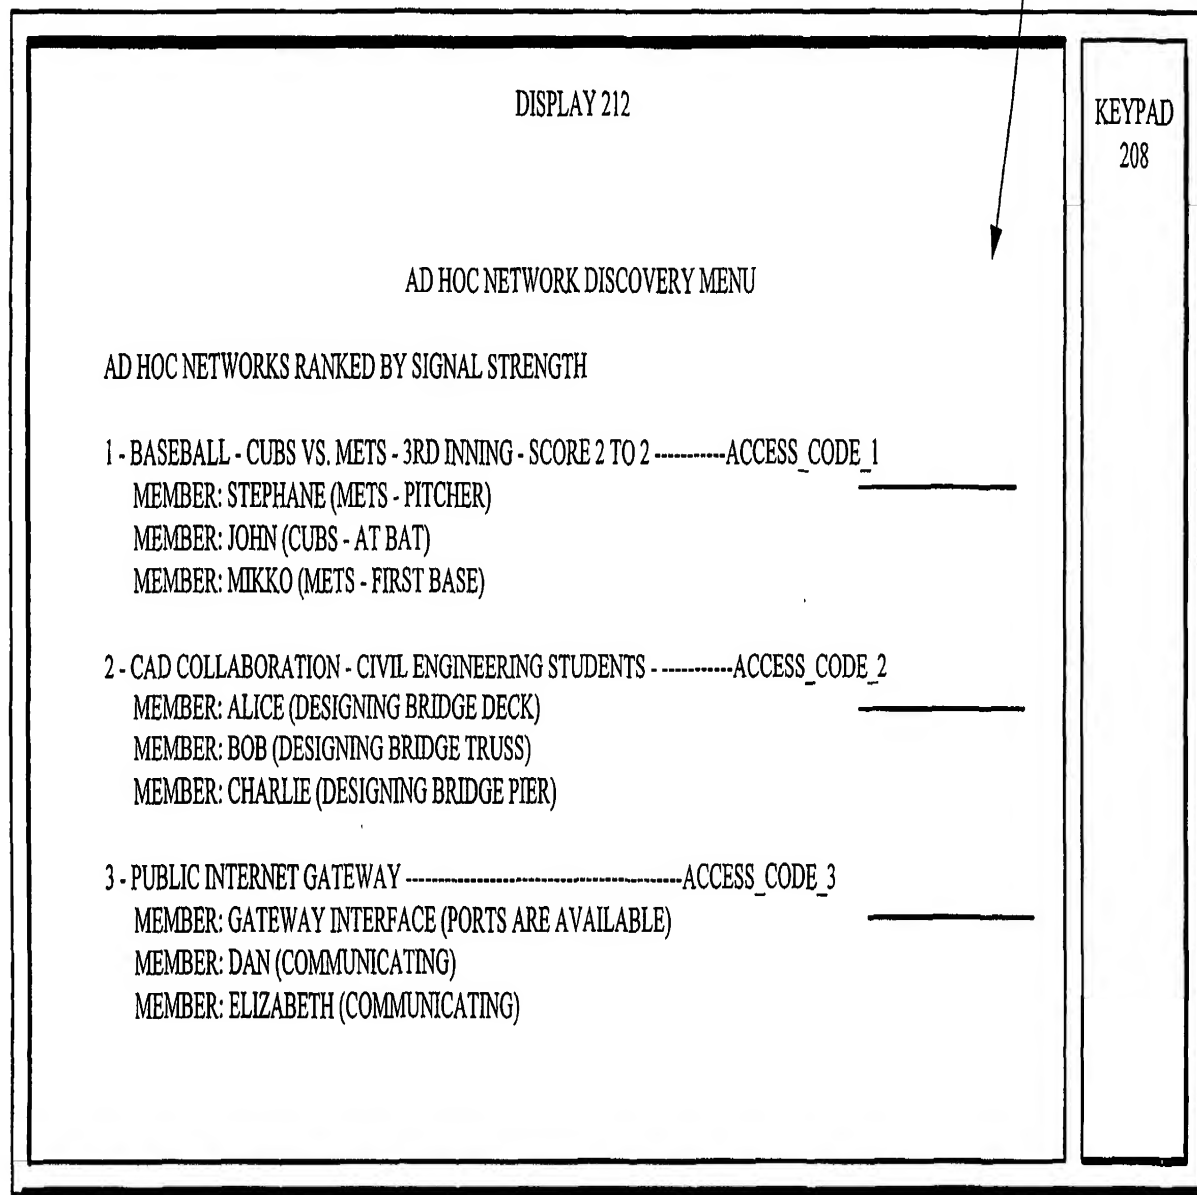 DISPLAY 212
KEYPAD
208
AD HOC NETWORK DISCOVERY MENU
AD HOC NETWORKS RANKED BY SIGNAL STRENGTH
1 - BASEBALL - CUBS VS. METS - 3RD INNING - SCORE 2 TO 2 -----------ACCESS_CODE_1
MEMBER: STEPHANE (METS - PITCHER)
MEMBER: JOHN (CUBS - AT BAT)
MEMBER: MIKKO (METS - FIRST BASE)
2 - CAD COLLABORATION - CIVIL ENGINEERING STUDENTS - -----------ACCESS_CODE_2
MEMBER: ALICE (DESIGNING BRIDGE DECK)
MEMBER: BOB (DESIGNING BRIDGE TRUSS)
MEMBER: CHARLIE (DESIGNING BRIDGE PIER)
3 - PUBLIC INTERNET GATEWAY --------------------------------------------ACCESS_CODE_3
MEMBER: GATEWAY INTERFACE (PORTS ARE AVAILABLE)
MEMBER: DAN (COMMUNICATING)
MEMBER: ELIZABETH (COMMUNICATING)